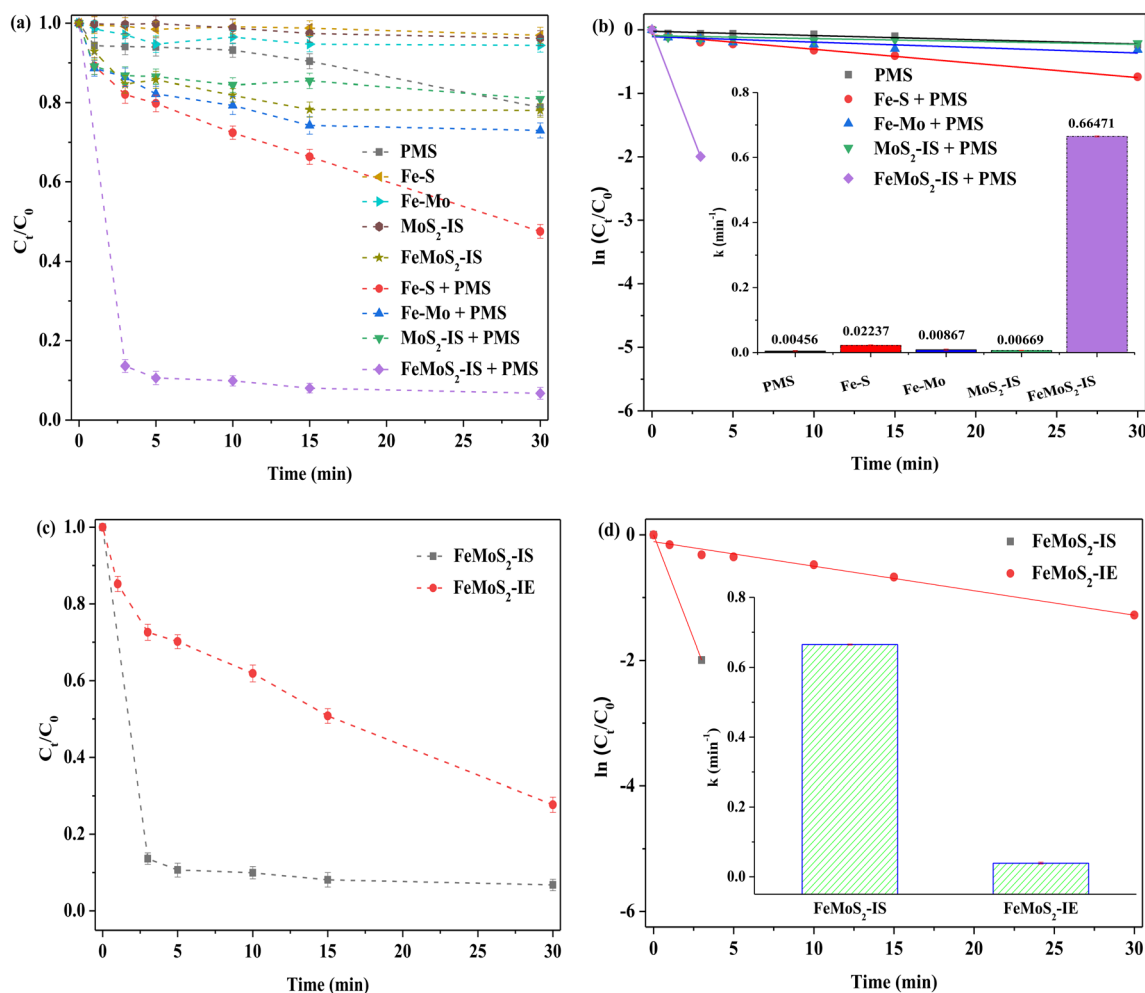 (a)
1.0
0.8
0.6
0.4
0.2
0.0
Cₜ/C₀
0 5 10 15 20 25 30
Time (min)
PMS
Fe-S
Fe-Mo
MoS₂-IS
FeMoS₂-IS
Fe-S + PMS
Fe-Mo + PMS
MoS₂-IS + PMS
FeMoS₂-IS + PMS
(b)
0
-1
-2
-3
-4
-5
-6
ln (Cₜ/C₀)
0 5 10 15 20 25 30
Time (min)
PMS
Fe-S + PMS
Fe-Mo + PMS
MoS₂-IS + PMS
FeMoS₂-IS + PMS
0.8
0.6
0.4
0.2
0.0
k (min⁻¹)
0.00456
0.02237
0.00867
0.00669
0.66471
PMS
Fe-S
Fe-Mo
MoS₂-IS
FeMoS₂-IS
(c)
1.0
0.8
0.6
0.4
0.2
0.0
Cₜ/C₀
0 5 10 15 20 25 30
Time (min)
FeMoS₂-IS
FeMoS₂-IE
(d)
0
-2
-4
-6
ln (Cₜ/C₀)
0 5 10 15 20 25 30
Time (min)
FeMoS₂-IS
FeMoS₂-IE
0.8
0.6
0.4
0.2
0.0
k (min⁻¹)
FeMoS₂-IS
FeMoS₂-IE